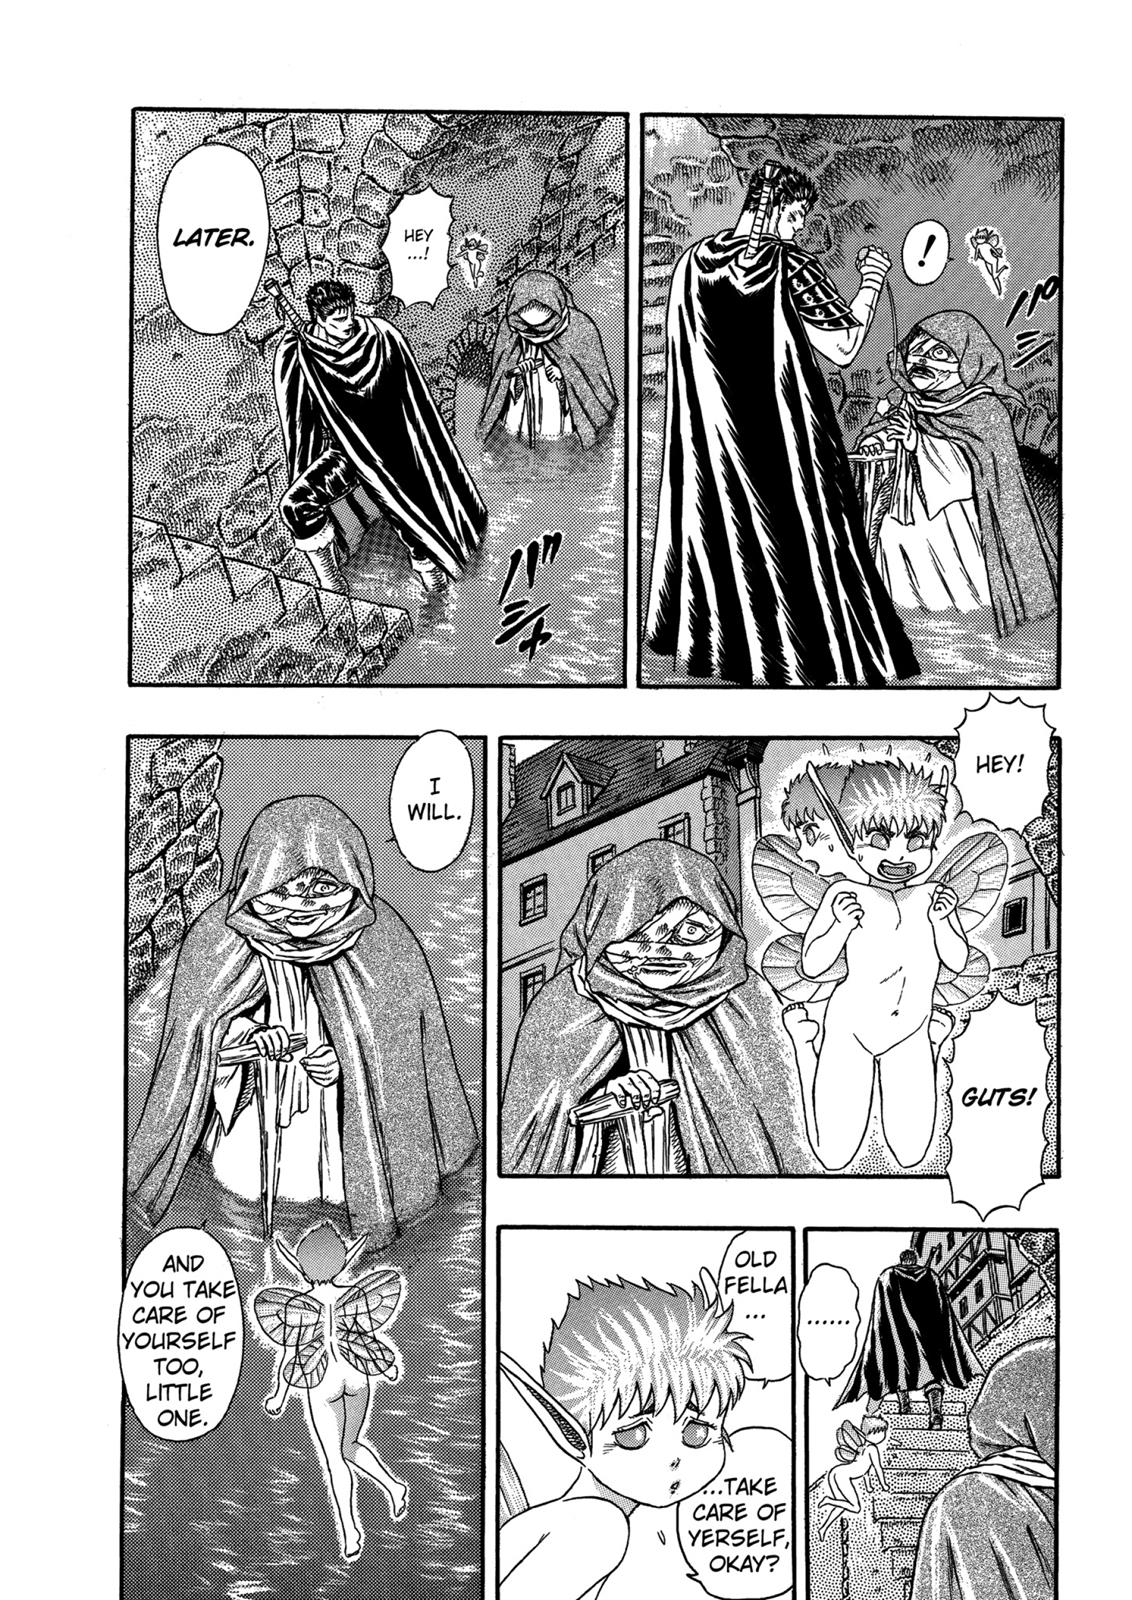 !
HEY
...!
LATER.
HEY!
GUTS!
......
OLD
FELLA
...
...TAKE
CARE OF
YERSELF,
OKAY?
I
WILL.
AND
YOU TAKE
CARE OF
YOURSELF
TOO,
LITTLE
ONE.